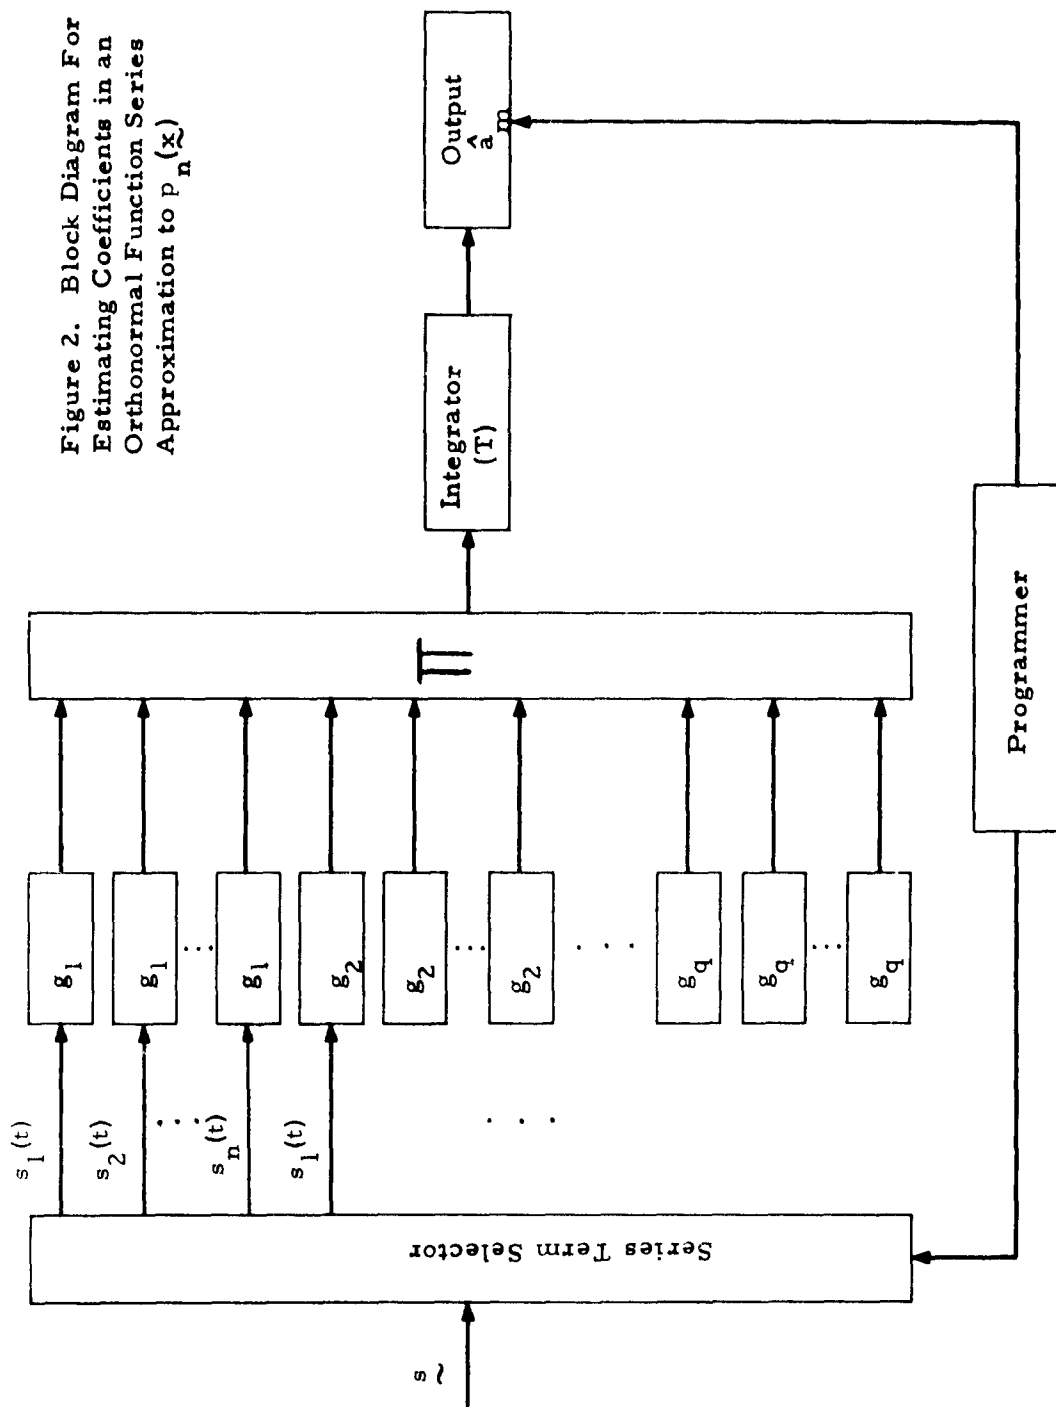 Figure 2. Block Diagram For
Estimating Coefficients in an
Orthonormal Function Series
Approximation to p_n(x̰)
s̰
Series Term Selector
s_1(t)
s_2(t)
...
s_n(t)
s_1(t)
. . .
g_1
g_1
...
g_1
g_2
g_2
...
g_2
. . .
g_q
g_q
...
g_q
Π
Integrator
(T)
Output
â_m
Programmer